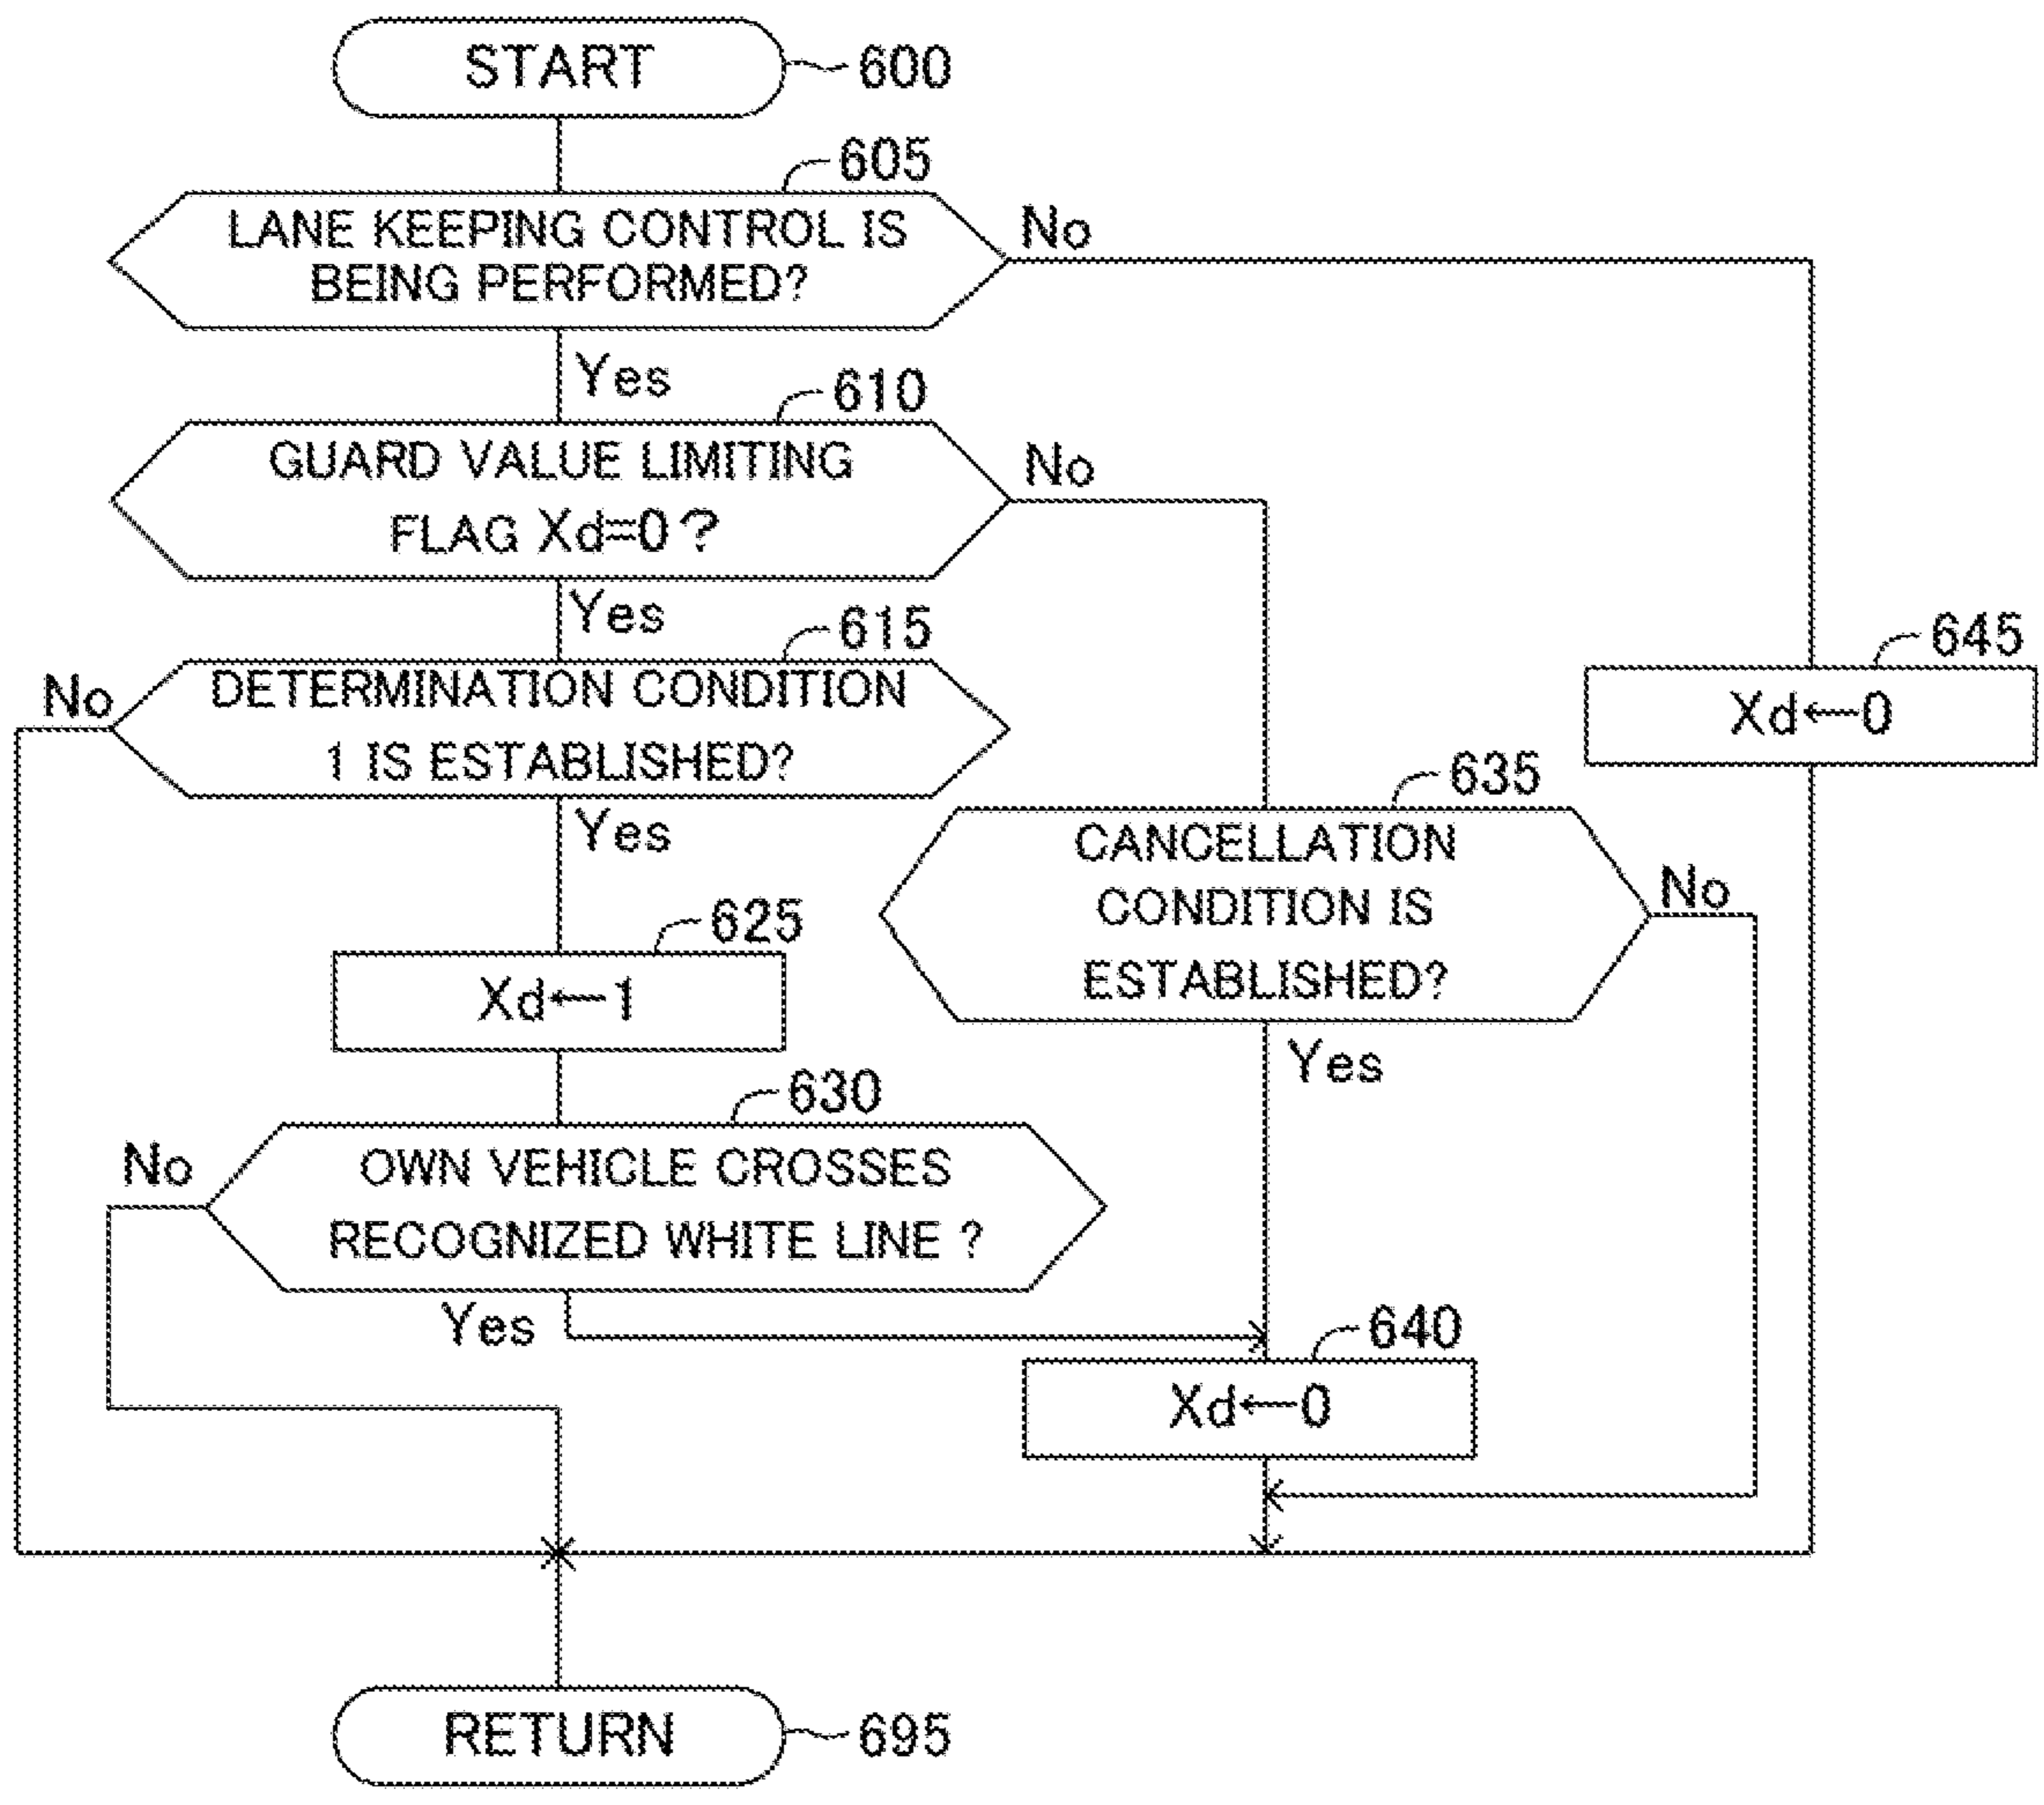 START
600
605
LANE KEEPING CONTROL IS
BEING PERFORMED?
No
Yes
610
GUARD VALUE LIMITING
FLAG Xd=0?
No
Yes
615
DETERMINATION CONDITION
1 IS ESTABLISHED?
No
Yes
645
Xd←0
635
CANCELLATION
CONDITION IS
ESTABLISHED?
No
Yes
625
Xd←1
630
OWN VEHICLE CROSSES
RECOGNIZED WHITE LINE ?
No
Yes
640
Xd←0
RETURN
695